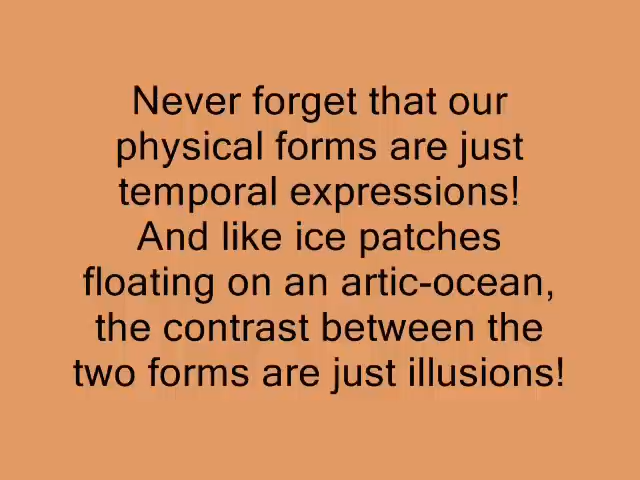 Never forget that our
physical forms are just
temporal expressions!
And like ice patches
floating on an artic-ocean,
the contrast between the
two forms are just illusions!